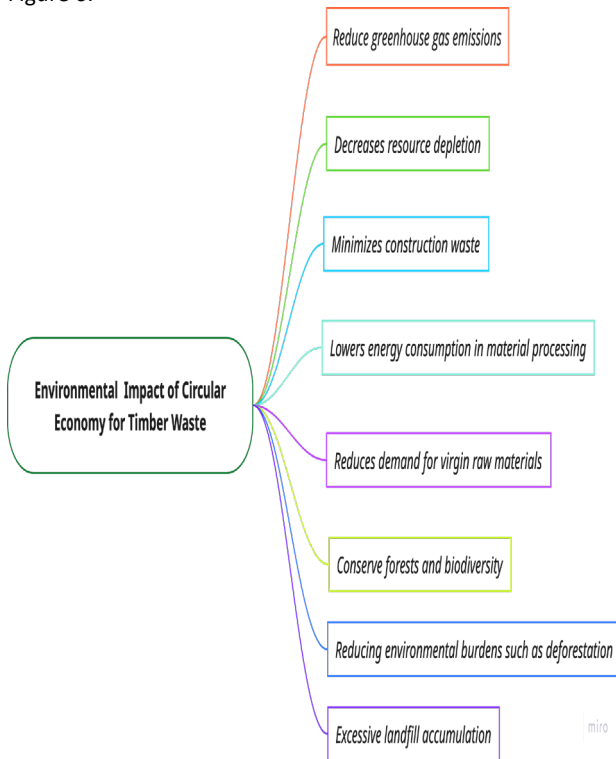 Reduce greenhouse gas emissions
Decreases resource depletion
Minimizes construction waste
Lowers energy consumption in material processing
Environmental Impact of Circular
Economy for Timber Waste
Reduces demand for virgin raw materials
Conserve forests and biodiversity
Reducing environmental burdens such as deforestation
Excessive landfill accumulation
miro